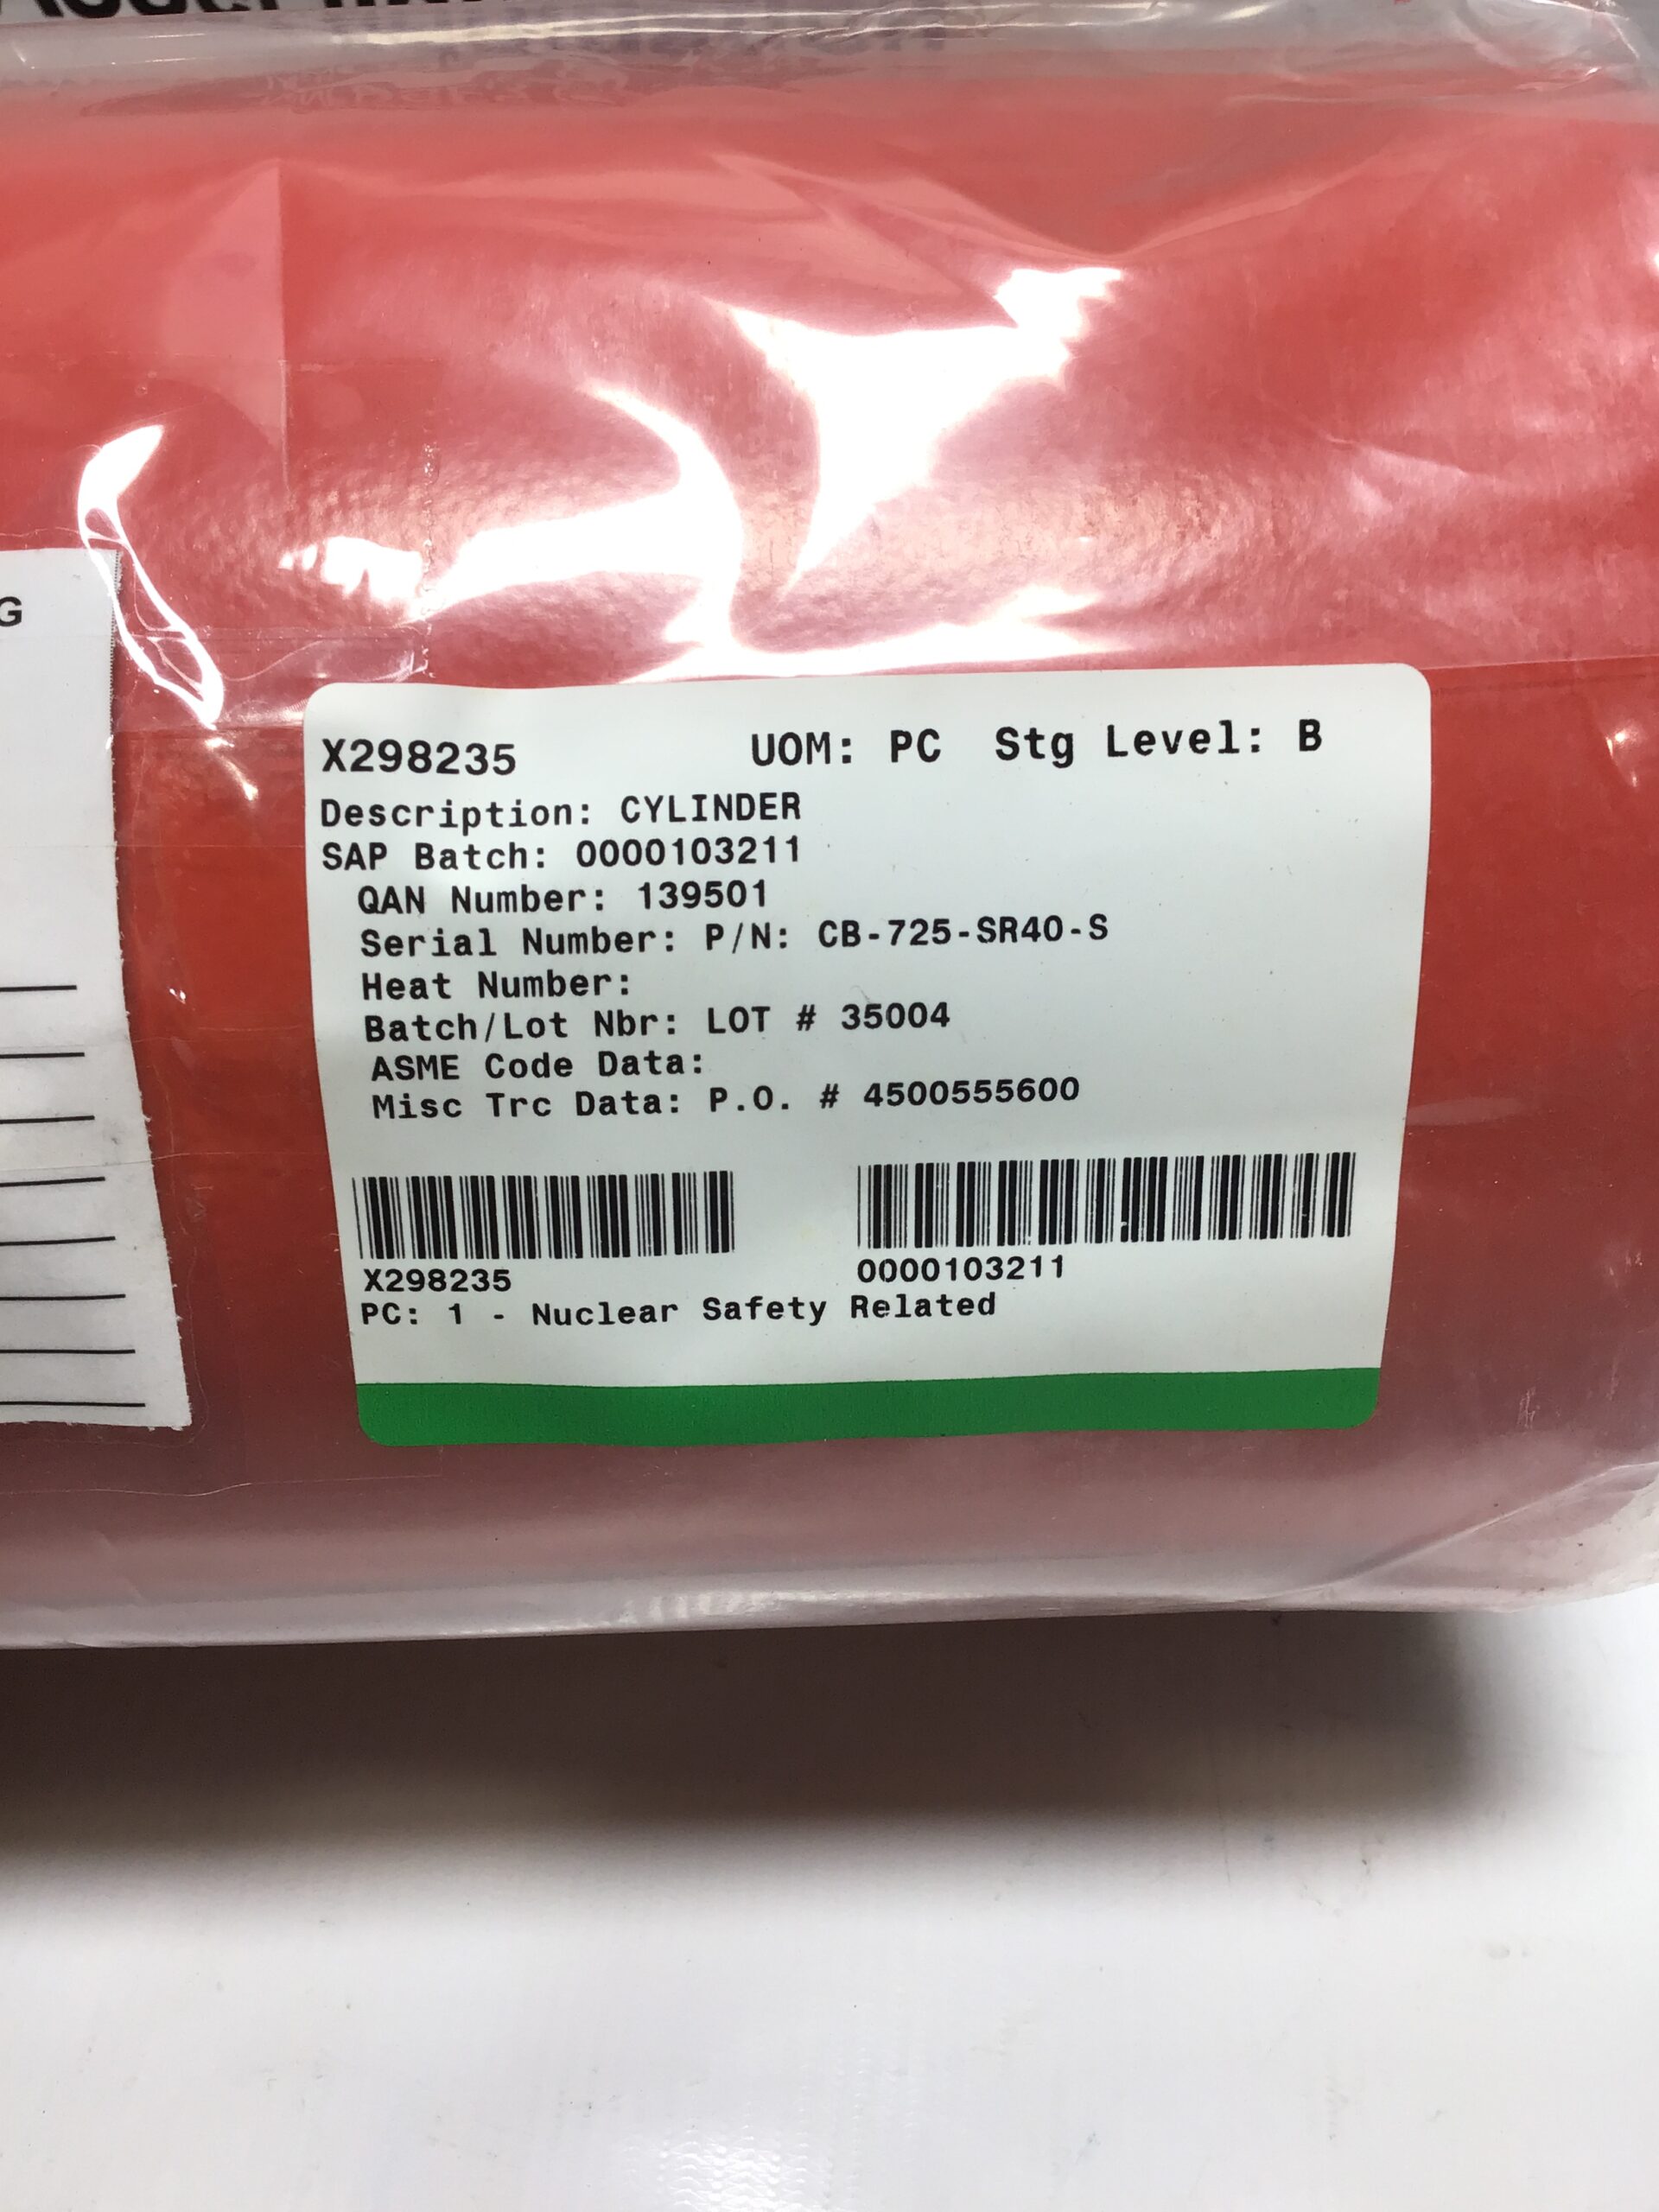 G
X298235 UOM: PC Stg Level: B
Description: CYLINDER
SAP Batch: 0000103211
QAN Number: 139501
Serial Number: P/N: CB-725-SR40-S
Heat Number:
Batch/Lot Nbr: LOT # 35004
ASME Code Data:
Misc Trc Data: P.O. # 4500555600
X298235 0000103211
PC: 1 - Nuclear Safety Related